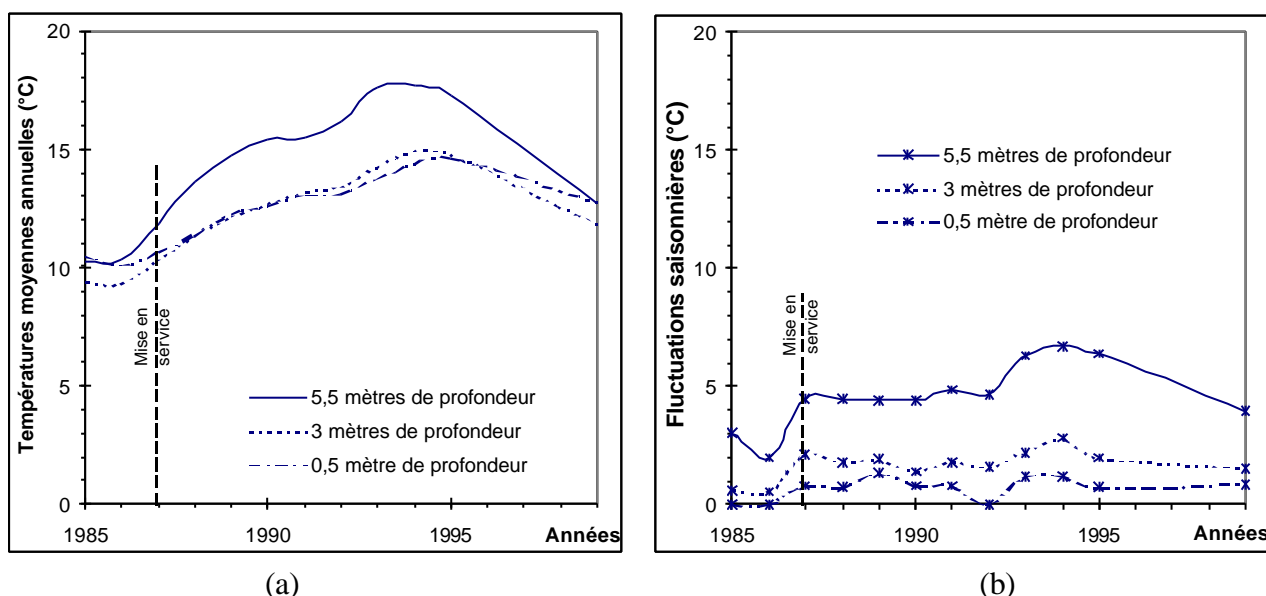 Températures moyennes annuelles (°C)
20
15
10
5
0
1985
1990
1995
Années
Mise en
service
5,5 mètres de profondeur
3 mètres de profondeur
0,5 mètre de profondeur
(a)
Fluctuations saisonnières (°C)
20
15
10
5
0
1985
1990
1995
Années
Mise en
service
5,5 mètres de profondeur
3 mètres de profondeur
0,5 mètre de profondeur
(b)